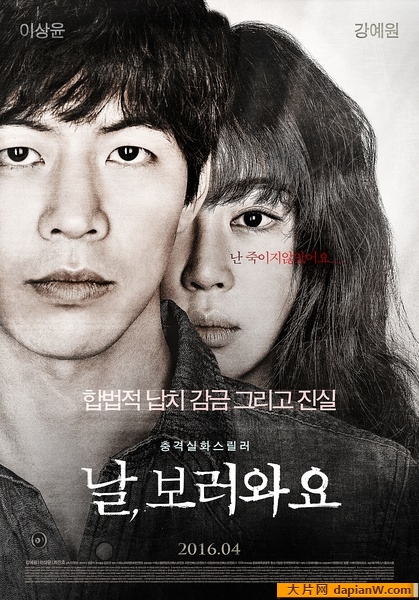 이상윤
강예원
난 죽이지않았어요...
합법적 납치 감금 그리고 진실
충격실화스릴러
날, 보러와요
2016.04
大片网 dapianW.com